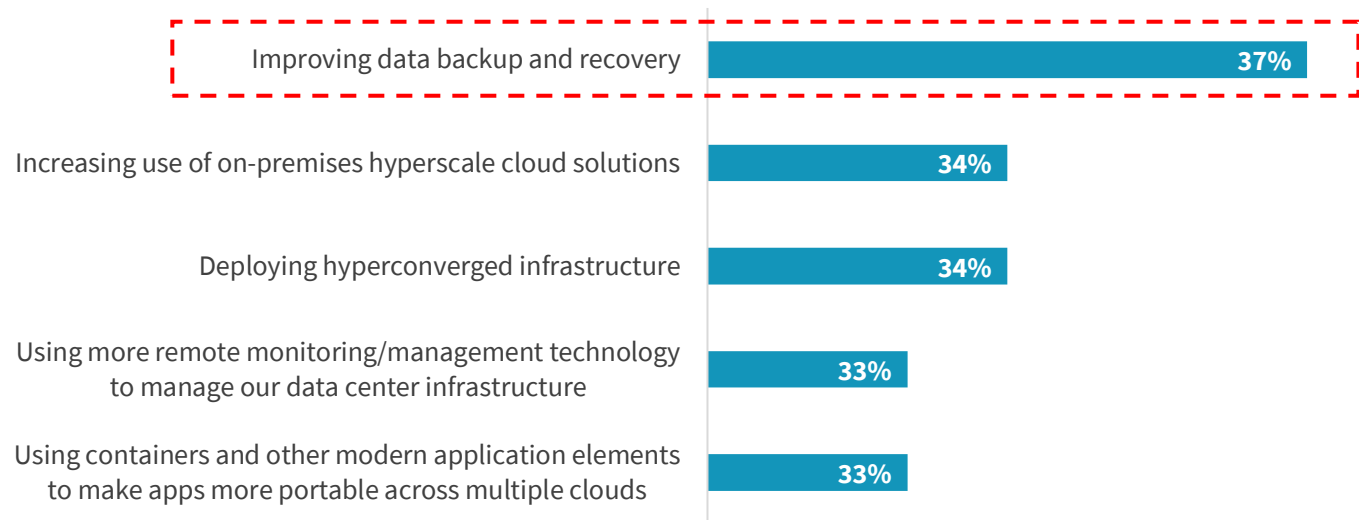 Improving data backup and recovery
37%
Increasing use of on-premises hyperscale cloud solutions
34%
Deploying hyperconverged infrastructure
34%
Using more remote monitoring/management technology
to manage our data center infrastructure
33%
Using containers and other modern application elements
to make apps more portable across multiple clouds
33%